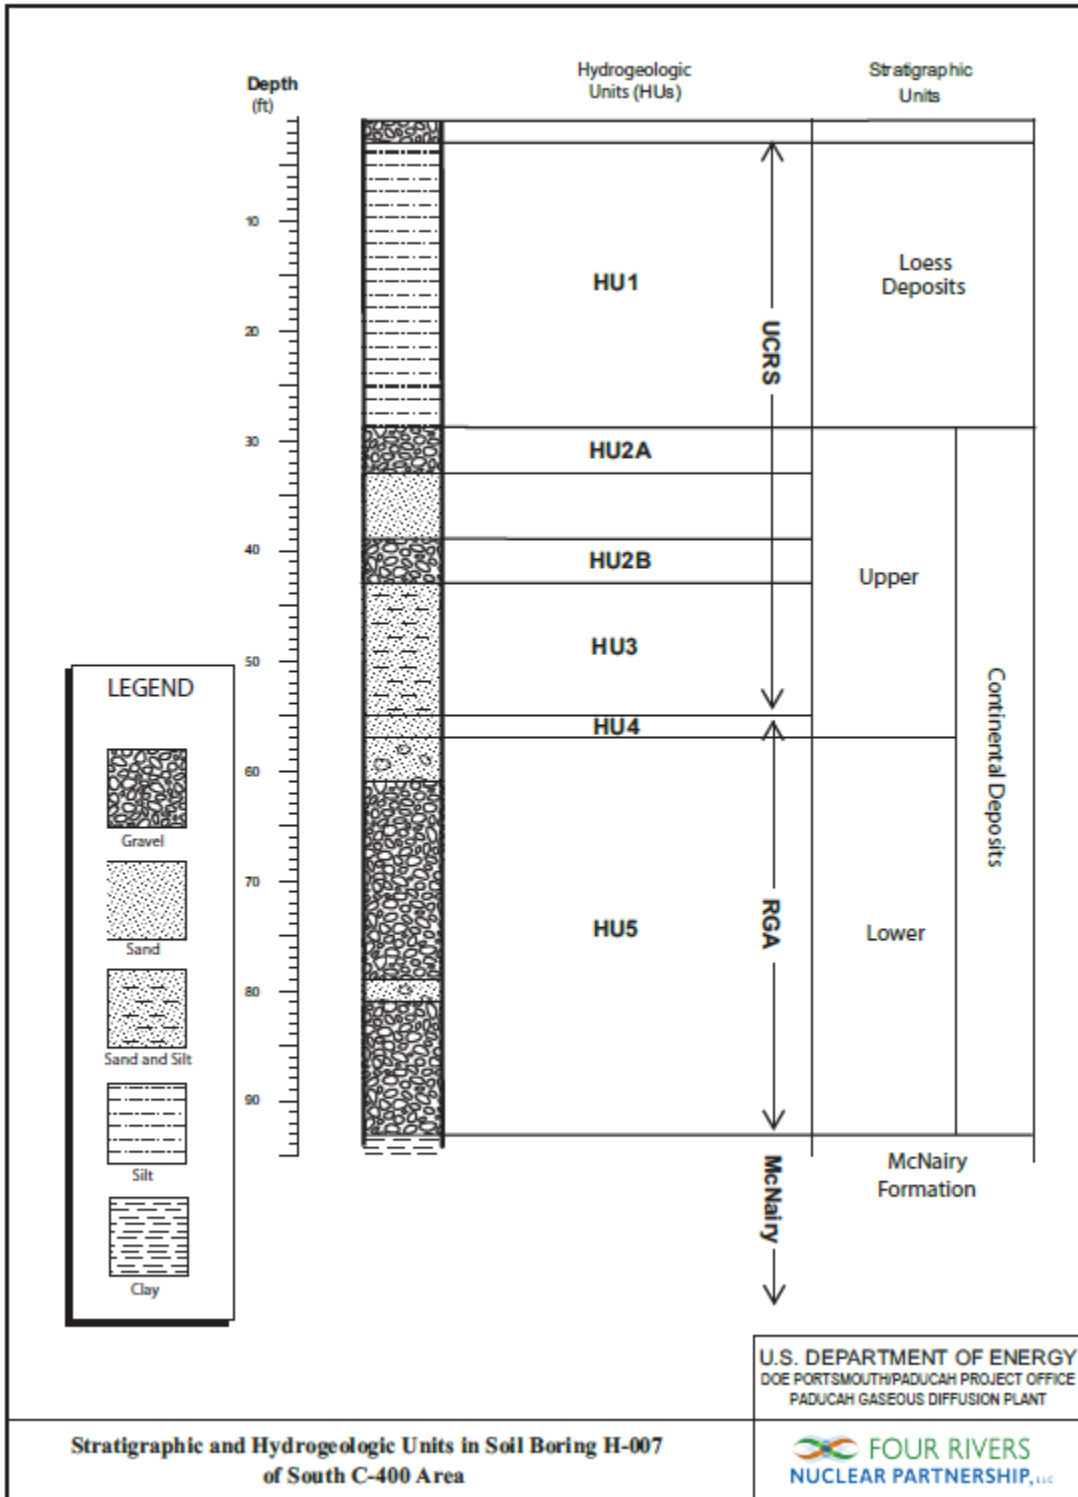 Depth
(ft)
Hydrogeologic
Units (HUs)
Stratigraphic
Units
10
20
30
40
50
60
70
80
90
HU1
HU2A
HU2B
HU3
HU4
HU5
UCRS
RGA
McNairy
Loess
Deposits
Upper
Lower
Continental Deposits
McNairy
Formation
LEGEND
Gravel
Sand
Sand and Silt
Silt
Clay
U.S. DEPARTMENT OF ENERGY
DOE PORTSMOUTH/PADUCAH PROJECT OFFICE
PADUCAH GASEOUS DIFFUSION PLANT
Stratigraphic and Hydrogeologic Units in Soil Boring H-007
of South C-400 Area
FOUR RIVERS
NUCLEAR PARTNERSHIP, LLC